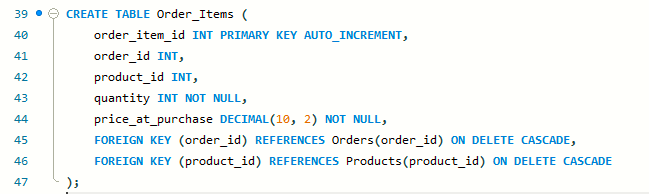 39 CREATE TABLE Order_Items (
40 order_item_id INT PRIMARY KEY AUTO_INCREMENT,
41 order_id INT,
42 product_id INT,
43 quantity INT NOT NULL,
44 price_at_purchase DECIMAL(10, 2) NOT NULL,
45 FOREIGN KEY (order_id) REFERENCES Orders(order_id) ON DELETE CASCADE,
46 FOREIGN KEY (product_id) REFERENCES Products(product_id) ON DELETE CASCADE
47 );